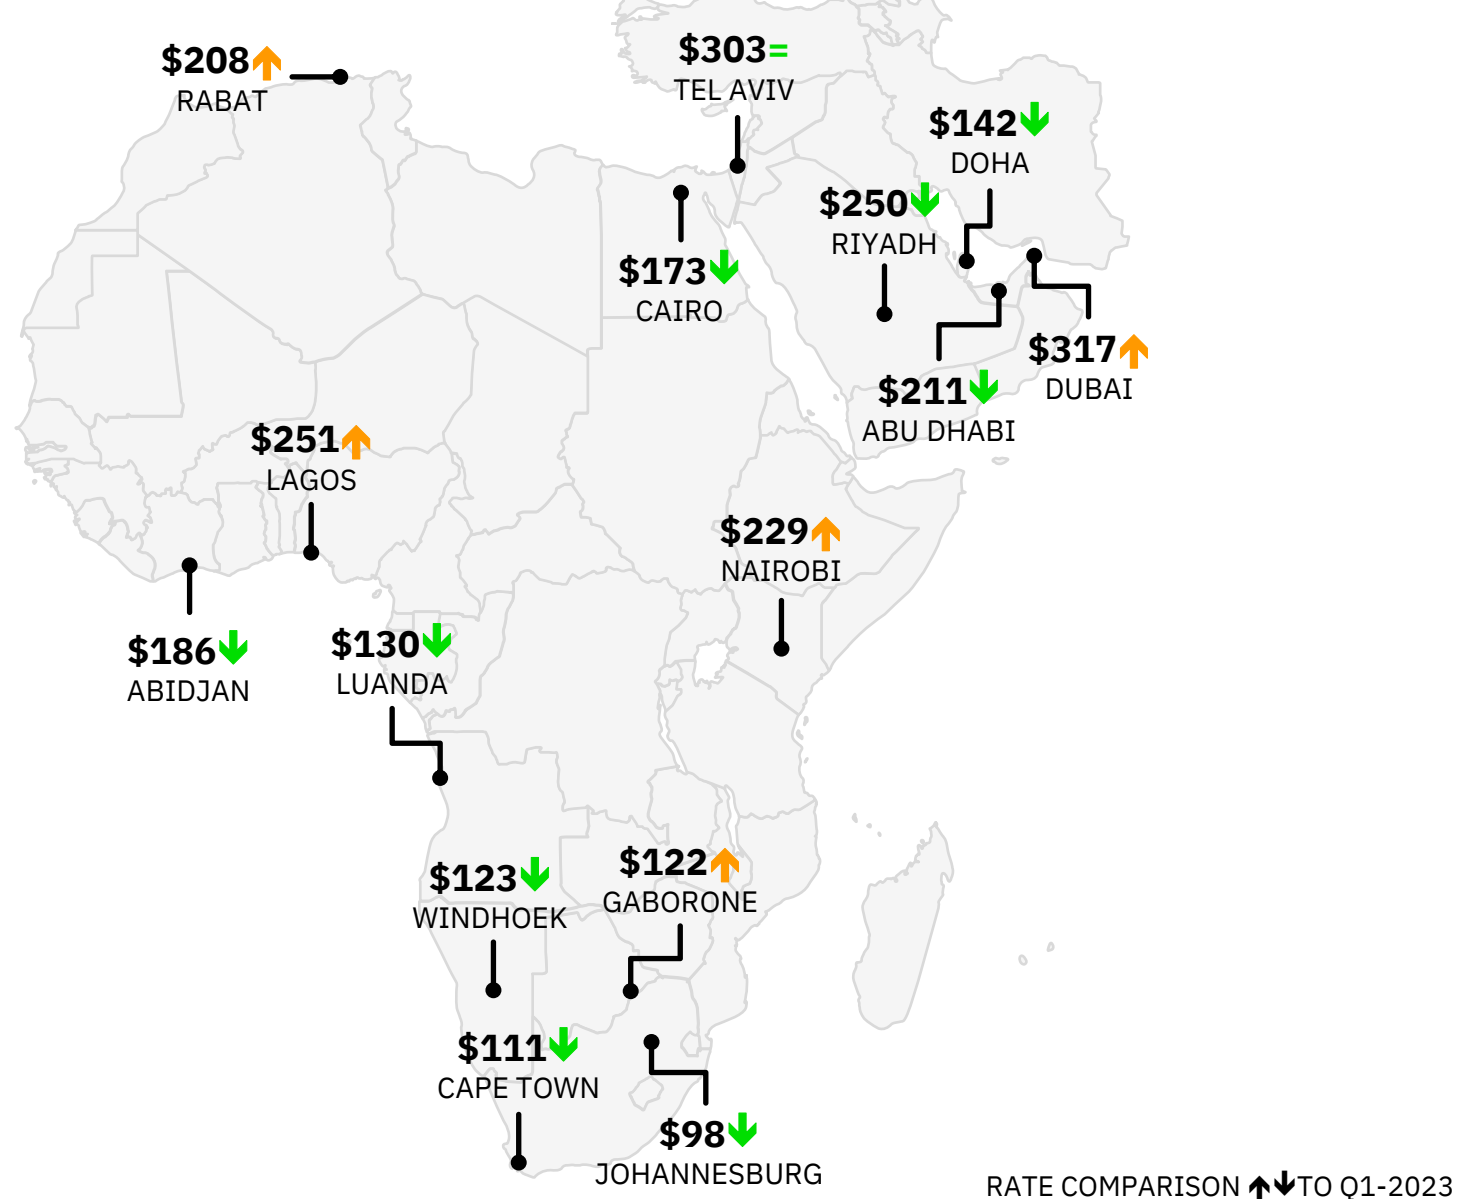 $208↑
RABAT
$303=
TEL AVIV
$142↓
DOHA
$250↓
RIYADH
$173↓
CAIRO
$317↑
DUBAI
$211↓
ABU DHABI
$251↑
LAGOS
$229↑
NAIROBI
$186↓
ABIDJAN
$130↓
LUANDA
$123↓
WINDHOEK
$122↑
GABORONE
$111↓
CAPE TOWN
$98↓
JOHANNESBURG
RATE COMPARISON ↑↓TO Q1-2023